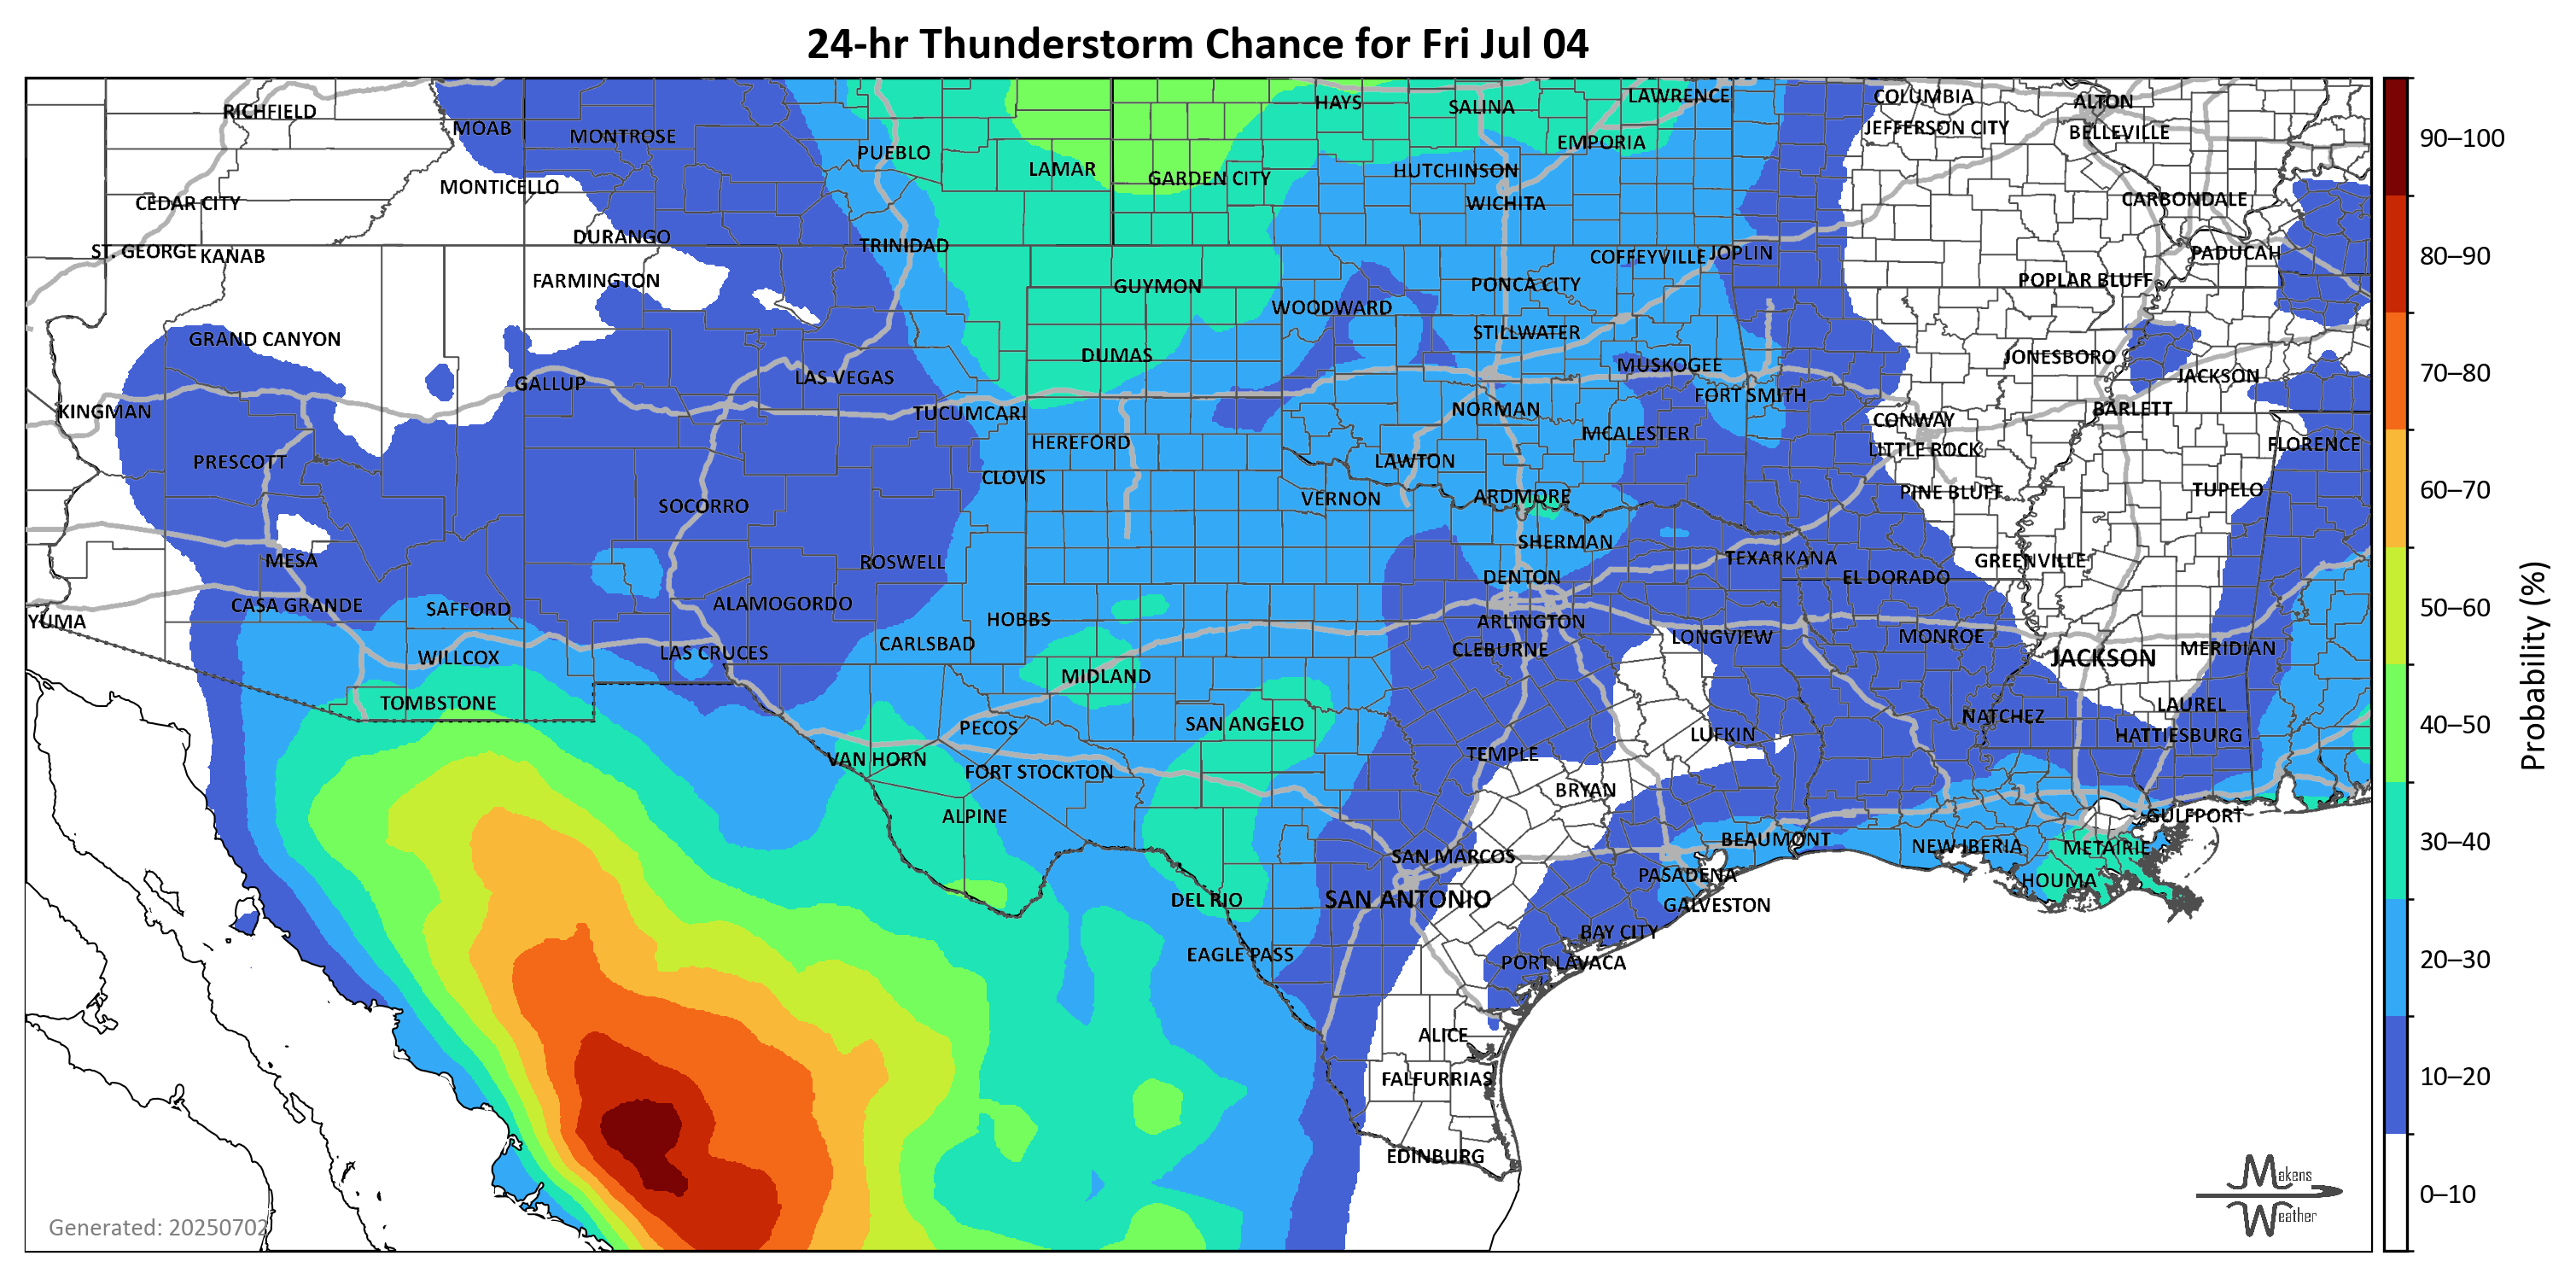 24-hr Thunderstorm Chance for Fri Jul 04
RICHFIELD
MOAB
MONTROSE
PUEBLO
LAMAR
GARDEN CITY
HAYS
SALINA
LAWRENCE
EMPORIA
HUTCHINSON
WICHITA
COLUMBIA
JEFFERSON CITY
ALTON
BELLEVILLE
CARBONDALE
PADUCAH
CEDAR CITY
MONTICELLO
DURANGO
ST. GEORGE
KANAB
FARMINGTON
TRINIDAD
GUYMON
WOODWARD
PONCA CITY
COFFEYVILLE
JOPLIN
POPLAR BLUFF
GRAND CANYON
DUMAS
STILLWATER
MUSKOGEE
JONESBORO
JACKSON
KINGMAN
GALLUP
LAS VEGAS
TUCUMCARI
NORMAN
FORT SMITH
CONWAY
BARLETT
HEREFORD
MCALESTER
LITTLE ROCK
FLORENCE
PRESCOTT
CLOVIS
LAWTON
SOCORRO
VERNON
ARDMORE
PINE BLUFF
TUPELO
MESA
ROSWELL
SHERMAN
TEXARKANA
GREENVILLE
CASA GRANDE
SAFFORD
ALAMOGORDO
DENTON
EL DORADO
YUMA
HOBBS
ARLINGTON
LONGVIEW
MONROE
WILLCOX
LAS CRUCES
CARLSBAD
CLEBURNE
JACKSON
MERIDIAN
TOMBSTONE
MIDLAND
PECOS
SAN ANGELO
NATCHEZ
LAUREL
VAN HORN
FORT STOCKTON
TEMPLE
LUFKIN
HATTIESBURG
ALPINE
BRYAN
GULFPORT
SAN MARCOS
BEAUMONT
NEW IBERIA
METAIRIE
DEL RIO
SAN ANTONIO
PASADENA
HOUMA
GALVESTON
EAGLE PASS
BAY CITY
PORT LAVACA
ALICE
FALFURRIAS
EDINBURG
Generated: 20250702
Makens
Weather
90–100
80–90
70–80
60–70
50–60
40–50
30–40
20–30
10–20
0–10
Probability (%)